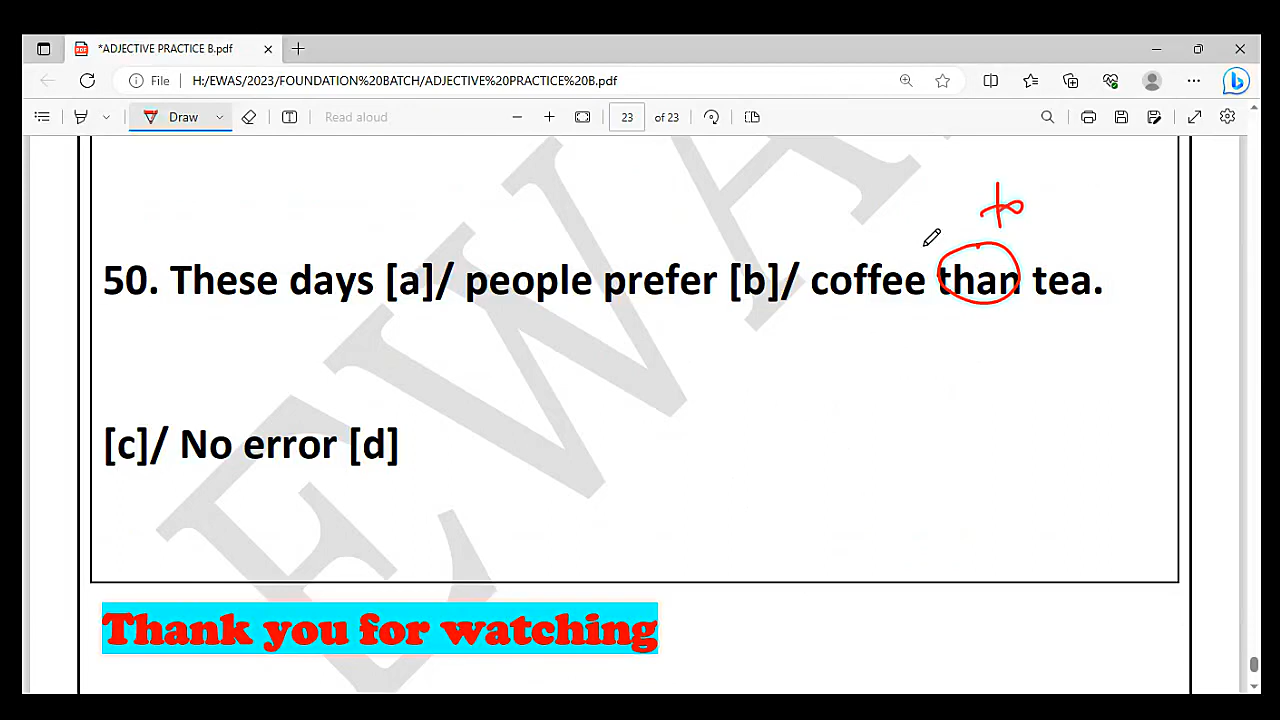 *ADJECTIVE PRACTICE B.pdf
File H:/EWAS/2023/FOUNDATION%20BATCH/ADJECTIVE%20PRACTICE%20B.pdf
Draw Read aloud 23 of 23
to
50. These days [a]/ people prefer [b]/ coffee than tea.
[c]/ No error [d]
Thank you for watching
EWA